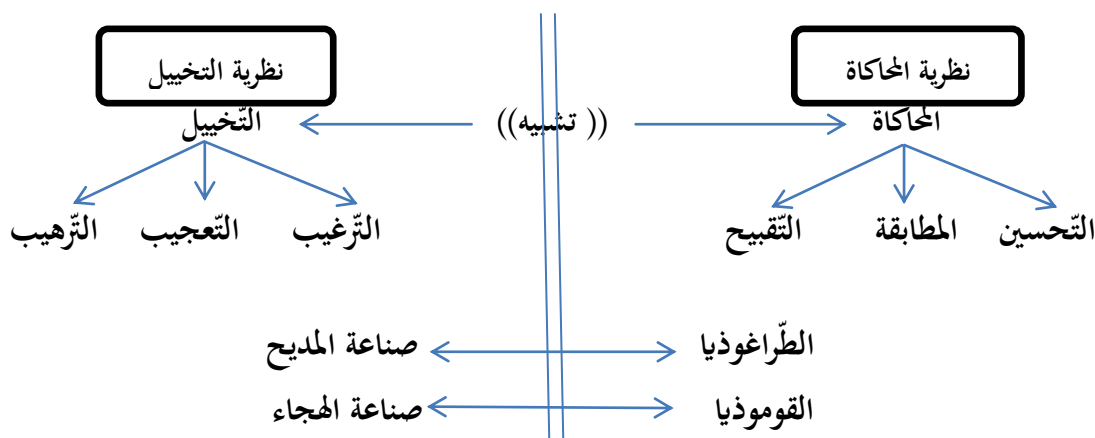 نظرية المحاكاة
نظرية التخييل
المحاكاة
(( تشبيه))
التّخييل
التّحسين
المطابقة
التّقبيح
التّرغيب
التّعجيب
التّرهيب
الطّراغوذيا
صناعة المديح
القوموذيا
صناعة الهجاء